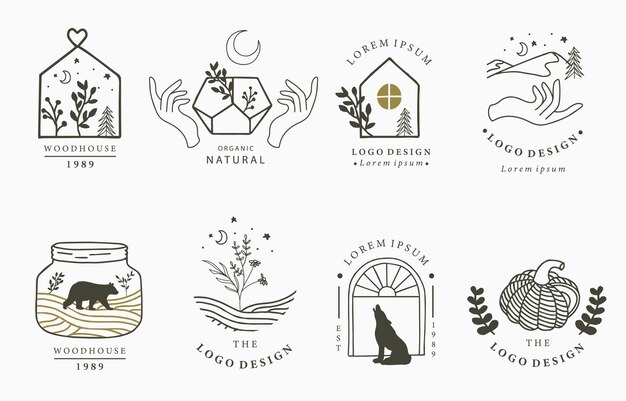 WOODHOUSE
1989
ORGANIC
NATURAL
LOREM IPSUM
LOGO DESIGN
Lorem ipsum
LOGO DESIGN
Lorem ipsum
WOODHOUSE
1989
THE
LOGO DESIGN
LOREM IPSUM
EST
1989
THE
LOGO DESIGN